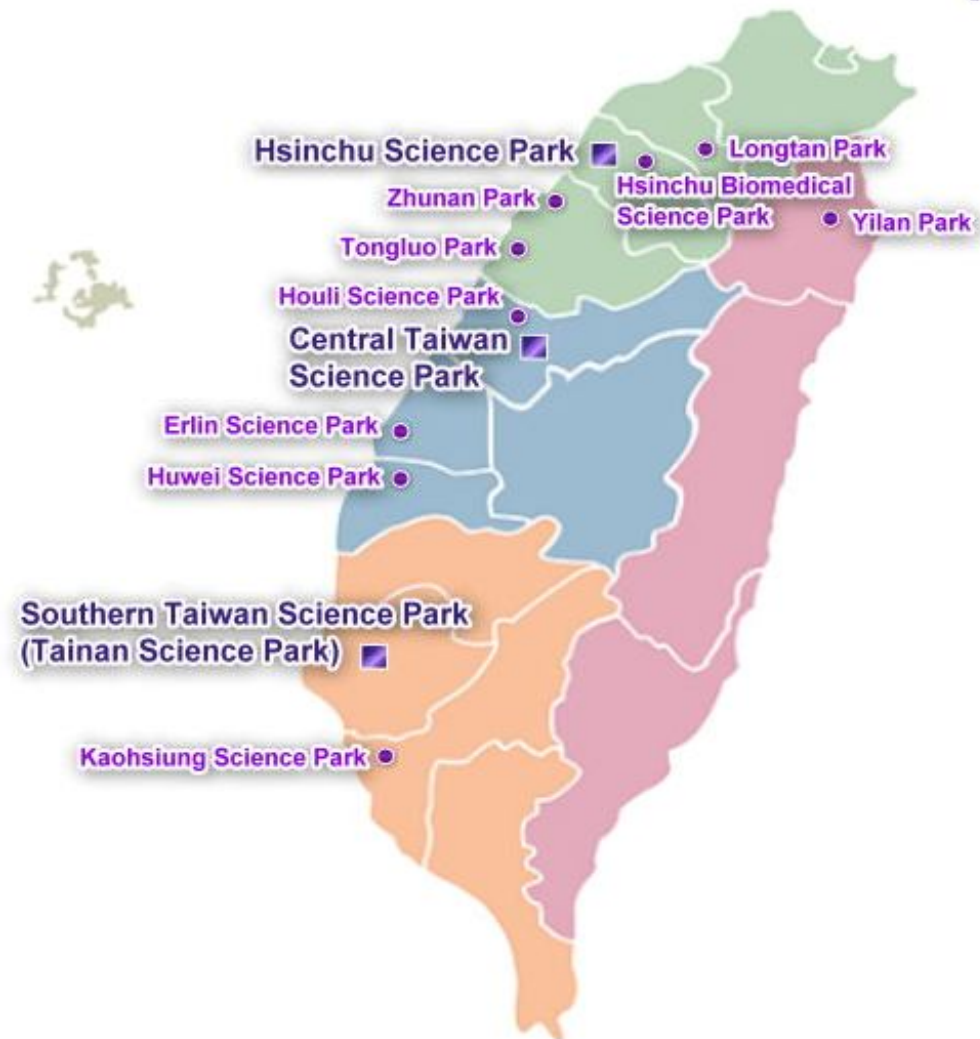 Hsinchu Science Park
Longtan Park
Hsinchu Biomedical
Science Park
Zhunan Park
Yilan Park
Tongluo Park
Houli Science Park
Central Taiwan
Science Park
Erlin Science Park
Huwei Science Park
Southern Taiwan Science Park
(Tainan Science Park)
Kaohsiung Science Park